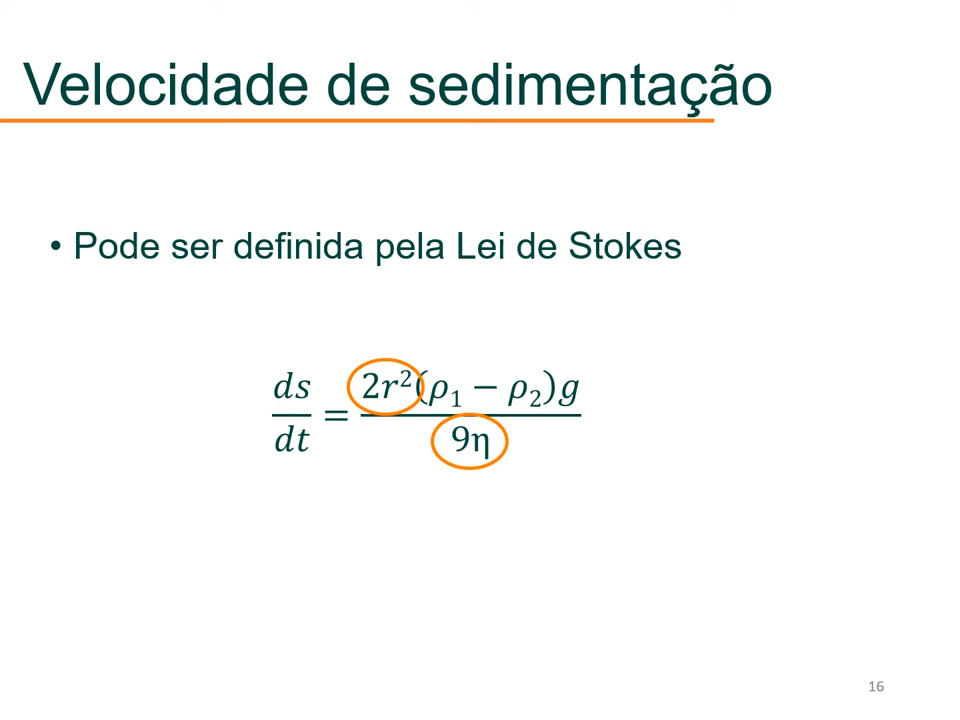 Velocidade de sedimentação
• Pode ser definida pela Lei de Stokes
ds/dt = 2r²(ρ₁ − ρ₂)g / 9η
16